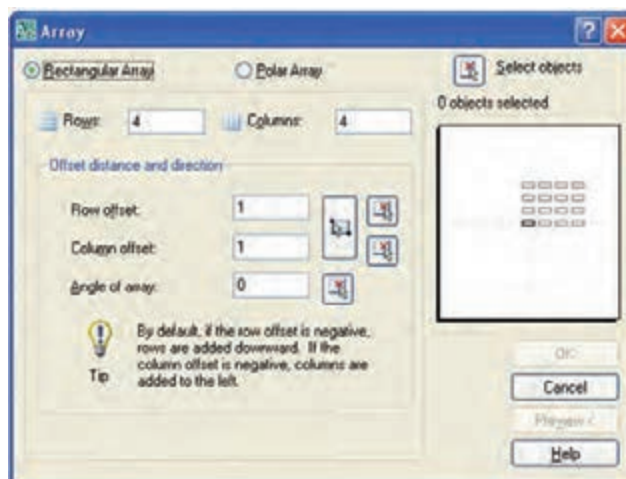 Array
Rectangular Array
Polar Array
Select objects
0 objects selected
Rows: 4
Columns: 4
Offset distance and direction
Row offset: 1
Column offset: 1
Angle of array: 0
By default, if the row offset is negative,
rows are added downward. If the
column offset is negative, columns are
added to the left.
Tip
OK
Cancel
Preview <
Help